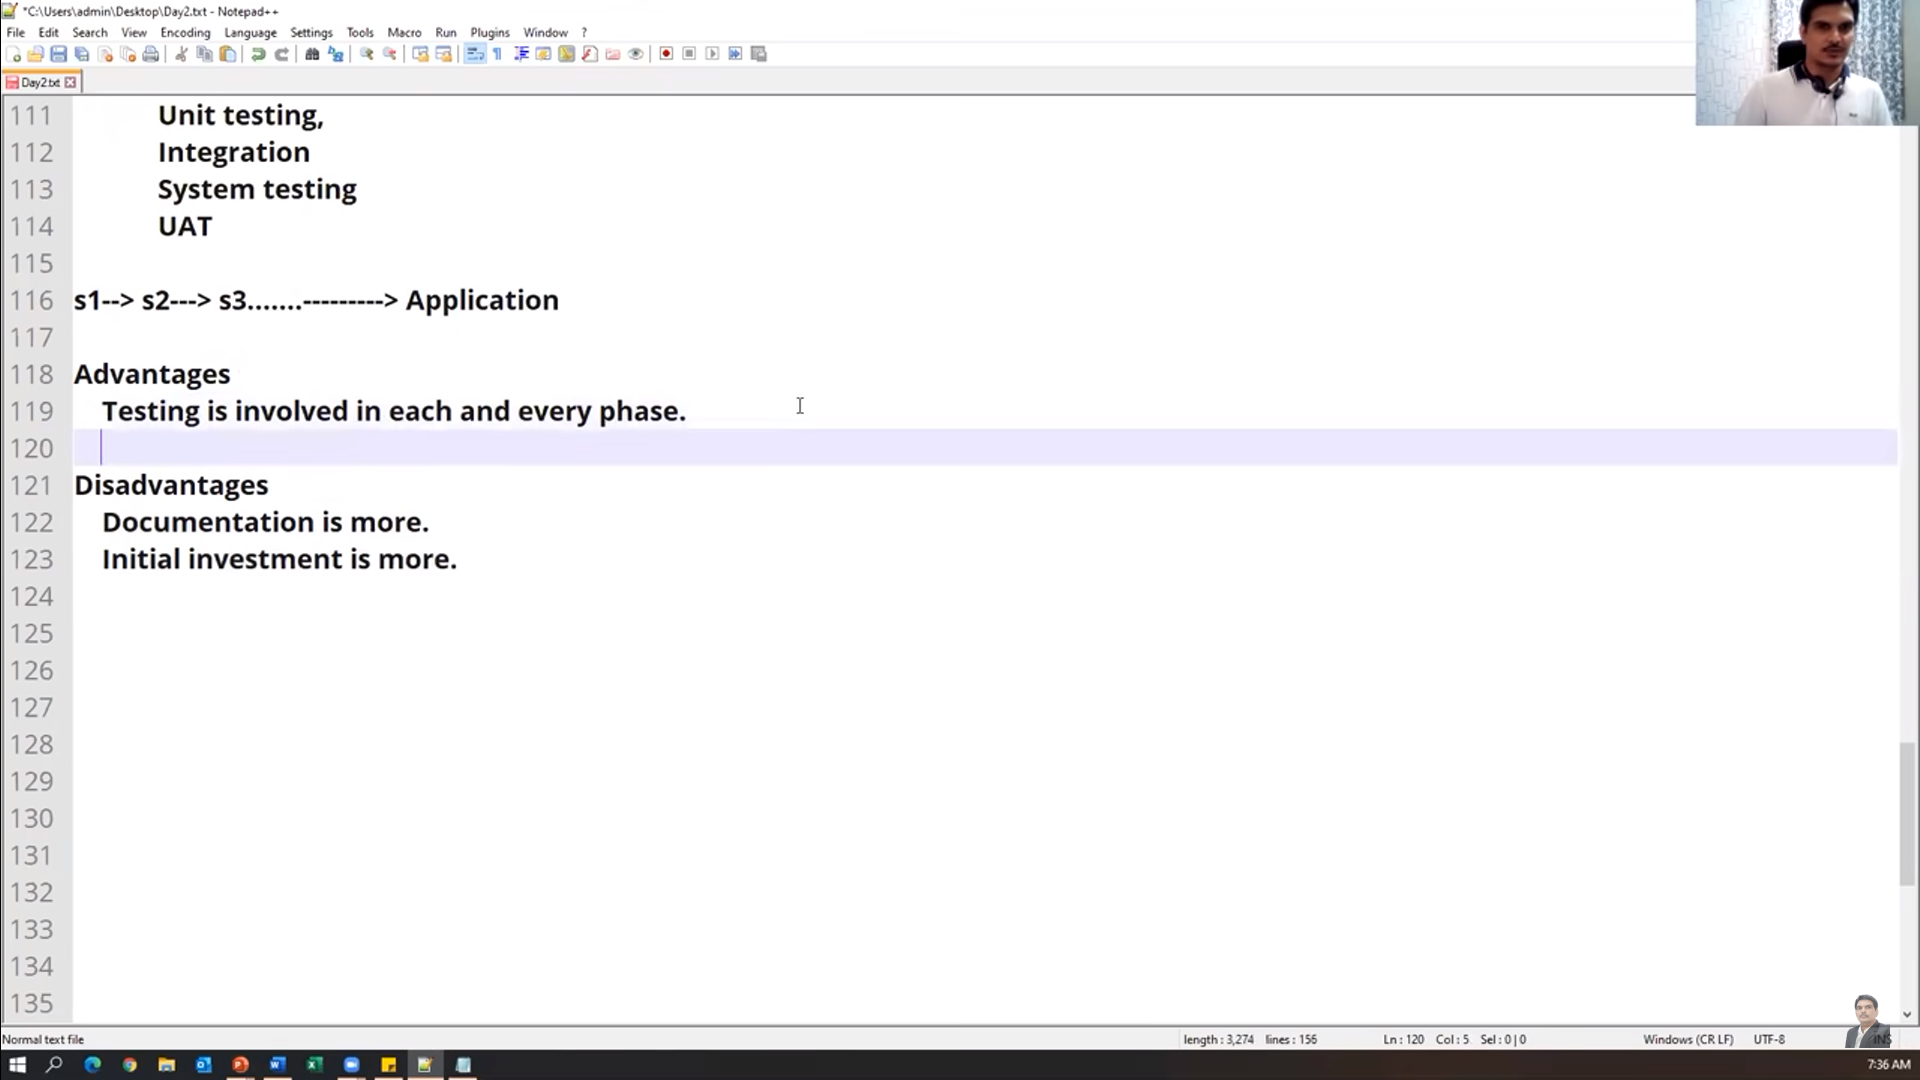 *C:\Users\admin\Desktop\Day2.txt - Notepad++
File Edit Search View Encoding Language Settings Tools Macro Run Plugins Window ?
Day2.txt
111 Unit testing,
112 Integration
113 System testing
114 UAT
115
116 s1--> s2---> s3.......---------> Application
117
118 Advantages
119 Testing is involved in each and every phase.
120
121 Disadvantages
122 Documentation is more.
123 Initial investment is more.
124
125
126
127
128
129
130
131
132
133
134
135
Normal text file length : 3,274 lines : 156 Ln : 120 Col : 5 Sel : 0 | 0 Windows (CR LF) UTF-8 INS
7:36 AM